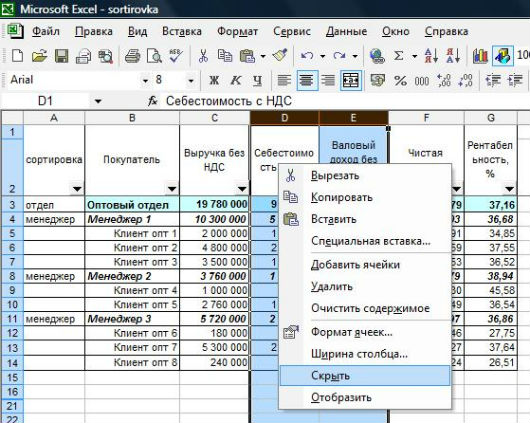 Microsoft Excel - sortirovka
Файл Правка Вид Вставка Формат Сервис Данные Окно Справка
Arial 8 Ж К Ч % 000
D1 fx Себестоимость с НДС
A B C D E F G
1
сортировка Покупатель Выручка без НДС Себестоимо сть Валовый доход без Чистая Рентабел ьность, %
2
3 отдел Оптовый отдел 19 780 000 9 79 37,16
4 менеджер Менеджер 1 10 300 000 5 36,68
5 Клиент опт 1 2 000 000 1 91 34,85
6 Клиент опт 2 4 800 000 2 59 37,55
7 Клиент опт 3 3 500 000 1 53 36,52
8 менеджер Менеджер 2 3 760 000 1 79 38,94
9 Клиент опт 4 1 000 000 30 45,58
10 Клиент опт 5 2 760 000 1 49 36,54
11 менеджер Менеджер 3 5 720 000 2 97 36,86
12 Клиент опт 6 180 000 46 27,75
13 Клиент опт 7 5 300 000 2 27 37,64
14 Клиент опт 8 240 000 24 26,51
15
16
21
22
Вырезать
Копировать
Вставить
Специальная вставка...
Добавить ячейки
Удалить
Очистить содержимое
Формат ячеек...
Ширина столбца...
Скрыть
Отобразить